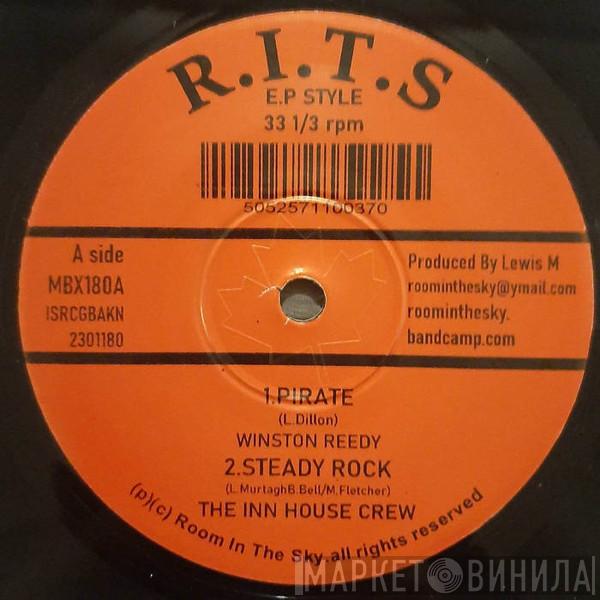 R.I.T.S
E.P STYLE
33 1/3 rpm
5052571100370
A side
MBX180A
ISRCGBAKN
2301180
Produced By Lewis M
roominthesky@ymail.com
roominthesky.
bandcamp.com
1.PIRATE
(L.Dillon)
WINSTON REEDY
2.STEADY ROCK
(L.MurtaghB.Bell/M.Fletcher)
THE INN HOUSE CREW
(p)(c) Room In The Sky.all rights reserved
МАРКЕТ ВИНИЛА